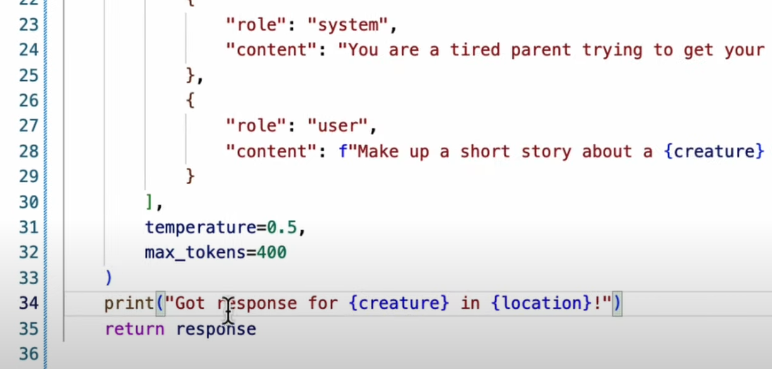 22 {
23 "role": "system",
24 "content": "You are a tired parent trying to get your
25 },
26 {
27 "role": "user",
28 "content": f"Make up a short story about a {creature}
29 }
30 ],
31 temperature=0.5,
32 max_tokens=400
33 )
34 print("Got response for {creature} in {location}!")
35 return response
36